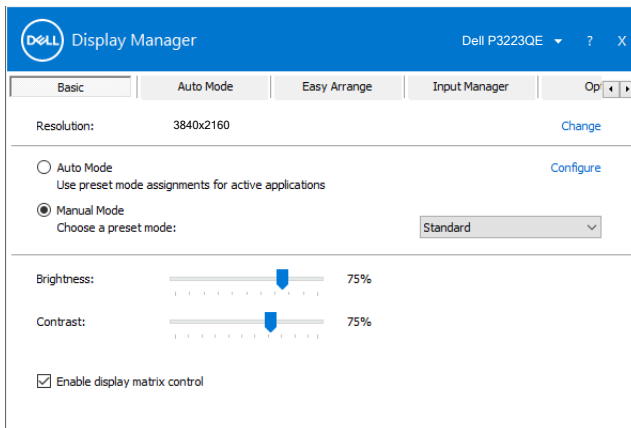 DELL Display Manager Dell P3223QE ? X
Basic Auto Mode Easy Arrange Input Manager Op
Resolution: 3840x2160 Change
Auto Mode Configure
Use preset mode assignments for active applications
Manual Mode
Choose a preset mode: Standard
Brightness: 75%
Contrast: 75%
Enable display matrix control